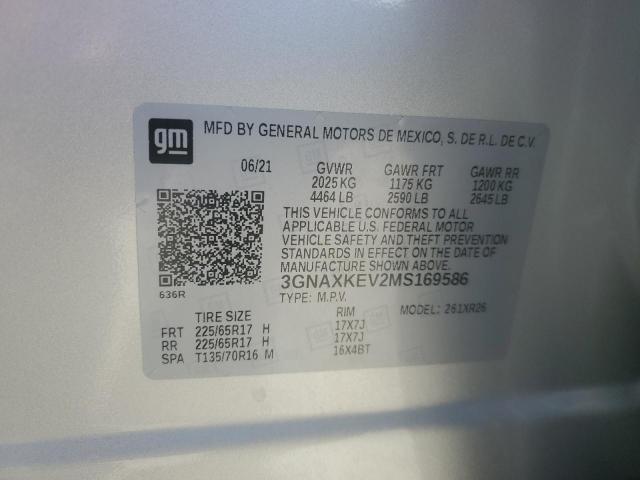 gm MFD BY GENERAL MOTORS DE MEXICO, S. DE R.L. DE C.V.
06/21 GVWR GAWR FRT GAWR RR
2025 KG 1175 KG 1200 KG
4464 LB 2590 LB 2645 LB
THIS VEHICLE CONFORMS TO ALL
APPLICABLE U.S. FEDERAL MOTOR
VEHICLE SAFETY AND THEFT PREVENTION
STANDARDS IN EFFECT ON THE DATE OF
MANUFACTURE SHOWN ABOVE.
3GNAXKEV2MS169586
636R TYPE: M.P.V. MODEL: 261XR26
TIRE SIZE RIM
FRT 225/65R17 H 17X7J
RR 225/65R17 H 17X7J
SPA T135/70R16 M 16X4BT